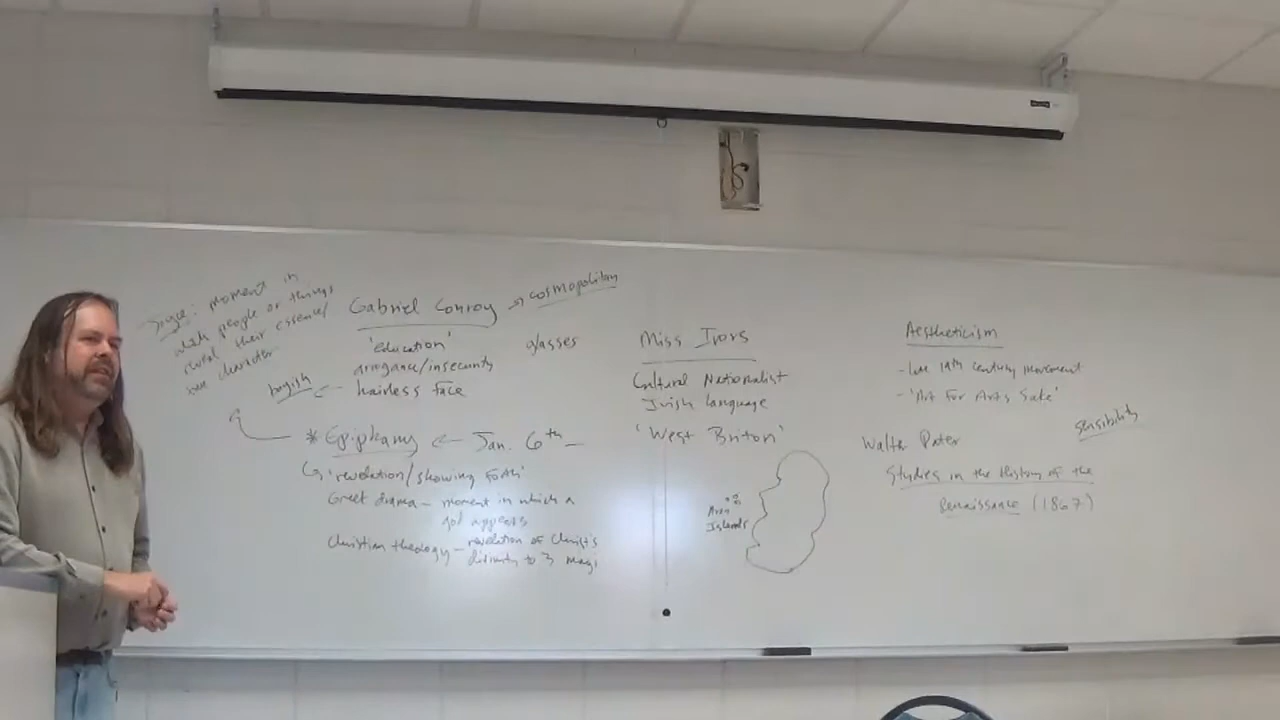 Joyce: moment in
which people or things
reveal their essence/
true character
Gabriel Conroy → cosmopolitan
'education'
glasses
arrogance/insecurity
boyish ← hairless face
* Epiphany ← Jan. 6th
'revelation/showing forth'
Greek drama - moment in which a
god appears
Christian theology - revelation of Christ's
divinity to 3 magi
Miss Ivors
Cultural Nationalist
Irish language
'West Briton'
Aran
Islands
Aestheticism
- late 19th century movement
- 'Art For Art's Sake'
sensibility
Walter Pater
Studies in the History of the
Renaissance (1867)